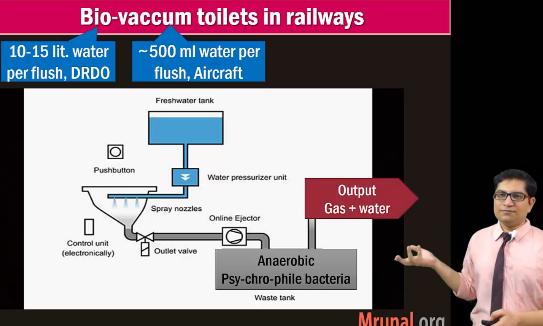 Bio-vaccum toilets in railways
10-15 lit. water
per flush, DRDO
~500 ml water per
flush, Aircraft
Freshwater tank
Pushbutton
Water pressurizer unit
Spray nozzles
Control unit
(electronically)
Outlet valve
Online Ejector
Output
Gas + water
Anaerobic
Psy-chro-phile bacteria
Waste tank
Mrunal.org